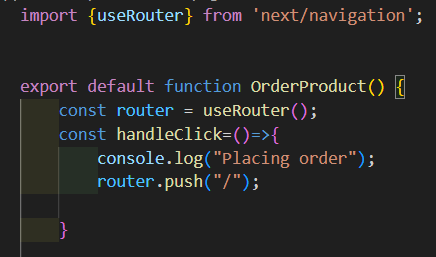 import {useRouter} from 'next/navigation';
export default function OrderProduct() {
const router = useRouter();
const handleClick=()=>{
console.log("Placing order");
router.push("/");
}